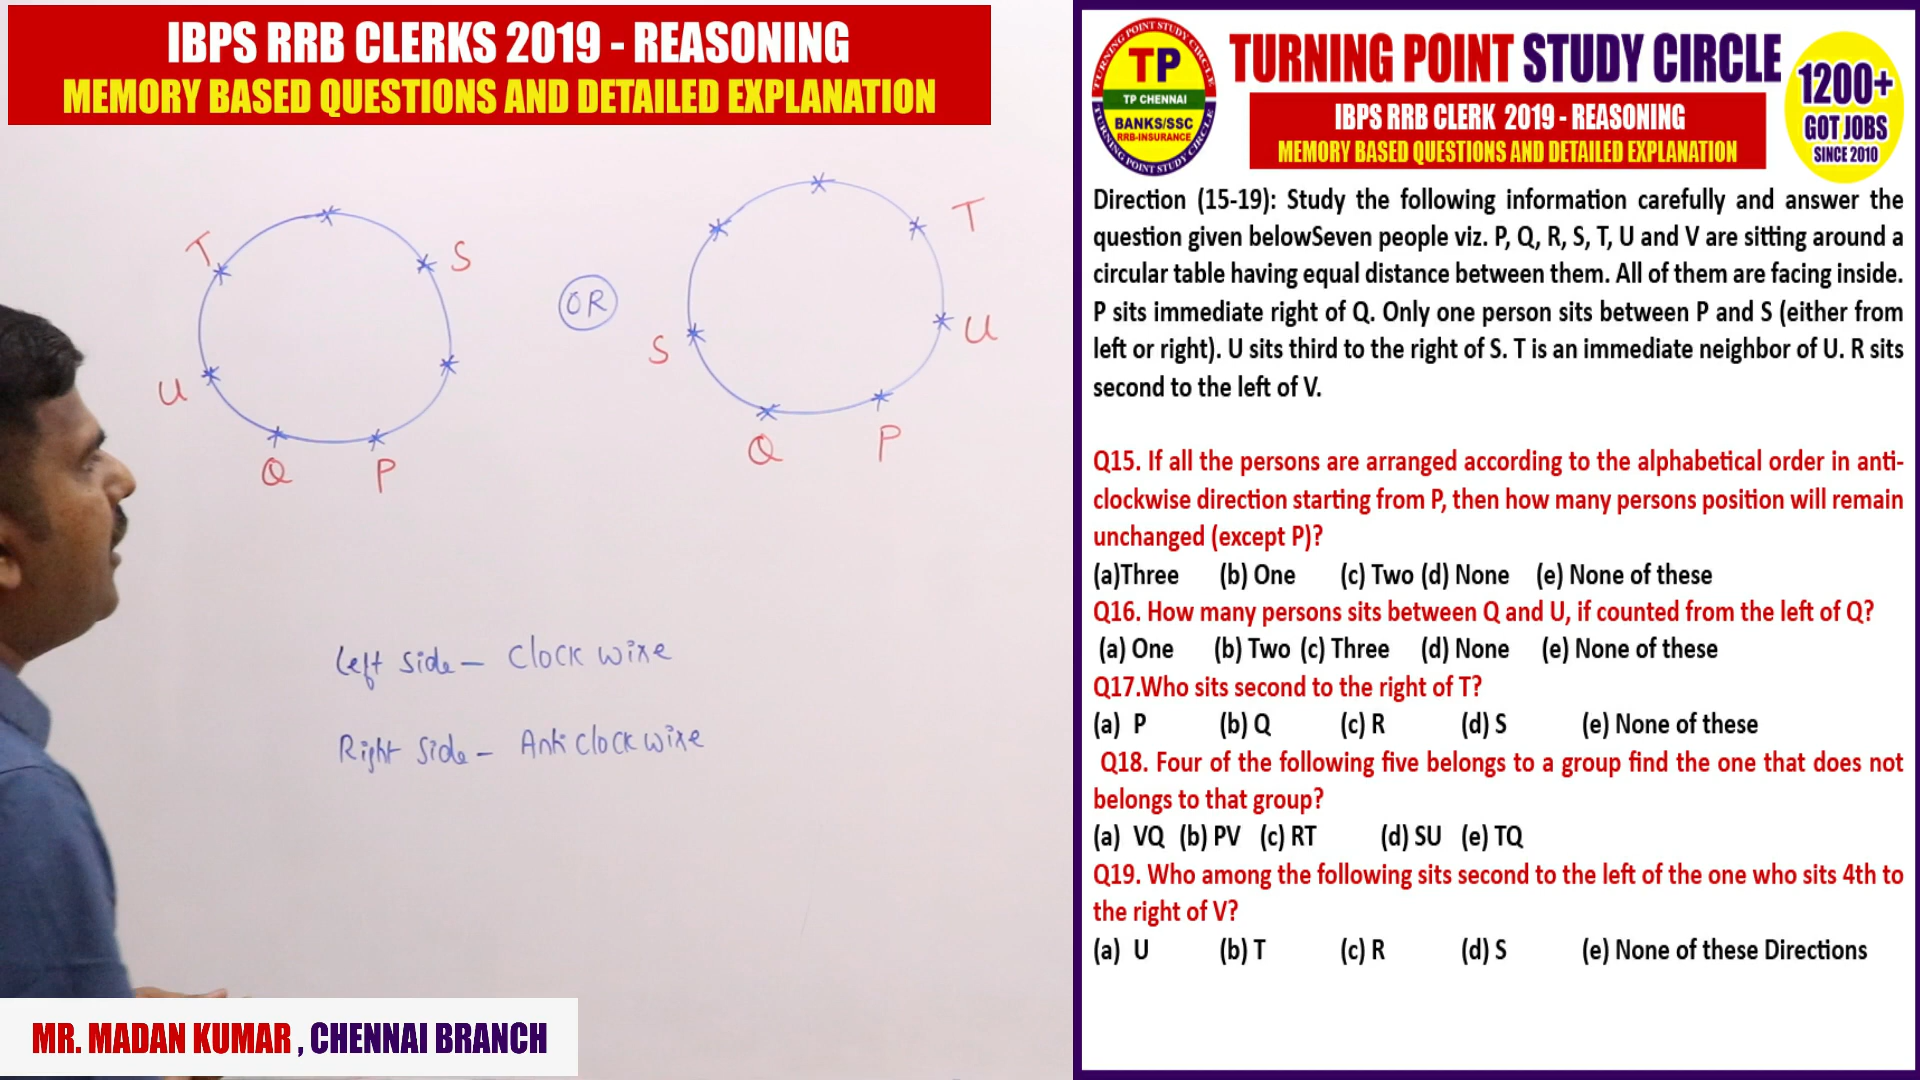 IBPS RRB CLERKS 2019 - REASONING
MEMORY BASED QUESTIONS AND DETAILED EXPLANATION
T
S
U
Q
P
OR
T
U
S
Q
P
Left side - Clock wise
Right side - Anti clock wise
MR. MADAN KUMAR , CHENNAI BRANCH
TURNING POINT STUDY CIRCLE
TP
TP CHENNAI
BANKS/SSC
RRB-INSURANCE
TURNING POINT STUDY CIRCLE
TURNING POINT STUDY CIRCLE
IBPS RRB CLERK 2019 - REASONING
MEMORY BASED QUESTIONS AND DETAILED EXPLANATION
1200+
GOT JOBS
SINCE 2010
Direction (15-19): Study the following information carefully and answer the
question given belowSeven people viz. P, Q, R, S, T, U and V are sitting around a
circular table having equal distance between them. All of them are facing inside.
P sits immediate right of Q. Only one person sits between P and S (either from
left or right). U sits third to the right of S. T is an immediate neighbor of U. R sits
second to the left of V.
Q15. If all the persons are arranged according to the alphabetical order in anti-
clockwise direction starting from P, then how many persons position will remain
unchanged (except P)?
(a)Three (b) One (c) Two (d) None (e) None of these
Q16. How many persons sits between Q and U, if counted from the left of Q?
(a) One (b) Two (c) Three (d) None (e) None of these
Q17.Who sits second to the right of T?
(a) P (b) Q (c) R (d) S (e) None of these
Q18. Four of the following five belongs to a group find the one that does not
belongs to that group?
(a) VQ (b) PV (c) RT (d) SU (e) TQ
Q19. Who among the following sits second to the left of the one who sits 4th to
the right of V?
(a) U (b) T (c) R (d) S (e) None of these Directions